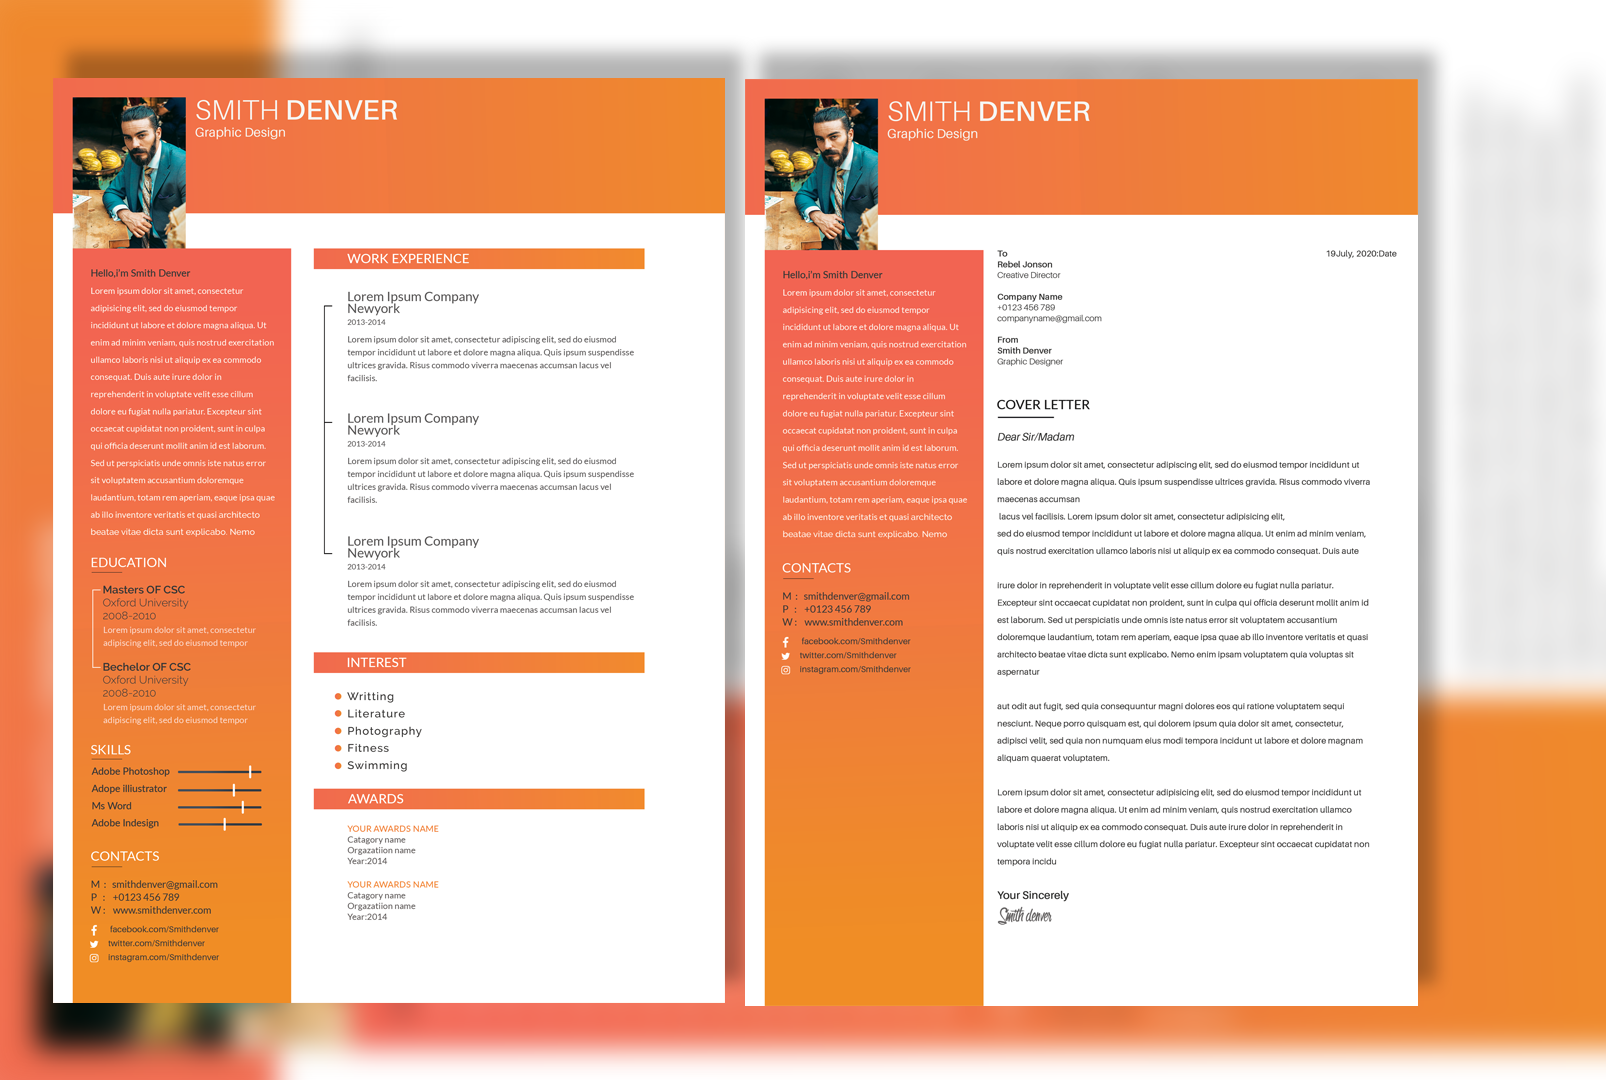 SMITH DENVER
Graphic Design
Hello,i'm Smith Denver
Lorem ipsum dolor sit amet, consectetur
adipisicing elit, sed do eiusmod tempor
incididunt ut labore et dolore magna aliqua. Ut
enim ad minim veniam, quis nostrud exercitation
ullamco laboris nisi ut aliquip ex ea commodo
consequat. Duis aute irure dolor in
reprehenderit in voluptate velit esse cillum
dolore eu fugiat nulla pariatur. Excepteur sint
occaecat cupidatat non proident, sunt in culpa
qui officia deserunt mollit anim id est laborum.
Sed ut perspiciatis unde omnis iste natus error
sit voluptatem accusantium doloremque
laudantium, totam rem aperiam, eaque ipsa quae
ab illo inventore veritatis et quasi architecto
beatae vitae dicta sunt explicabo. Nemo
EDUCATION
Masters OF CSC
Oxford University
2008-2010
Lorem ipsum dolor sit amet, consectetur
adipiscing elit, sed do eiusmod tempor
Bechelor OF CSC
Oxford University
2008-2010
Lorem ipsum dolor sit amet, consectetur
adipiscing elit, sed do eiusmod tempor
SKILLS
Adobe Photoshop
Adope illiustrator
Ms Word
Adobe Indesign
CONTACTS
M : smithdenver@gmail.com
P : +0123 456 789
W : www.smithdenver.com
facebook.com/Smithdenver
twitter.com/Smithdenver
instagram.com/Smithdenver
WORK EXPERIENCE
Lorem Ipsum Company
Newyork
2013-2014
Lorem ipsum dolor sit amet, consectetur adipiscing elit, sed do eiusmod
tempor incididunt ut labore et dolore magna aliqua. Quis ipsum suspendisse
ultrices gravida. Risus commodo viverra maecenas accumsan lacus vel
facilisis.
Lorem Ipsum Company
Newyork
2013-2014
Lorem ipsum dolor sit amet, consectetur adipiscing elit, sed do eiusmod
tempor incididunt ut labore et dolore magna aliqua. Quis ipsum suspendisse
ultrices gravida. Risus commodo viverra maecenas accumsan lacus vel
facilisis.
Lorem Ipsum Company
Newyork
2013-2014
Lorem ipsum dolor sit amet, consectetur adipiscing elit, sed do eiusmod
tempor incididunt ut labore et dolore magna aliqua. Quis ipsum suspendisse
ultrices gravida. Risus commodo viverra maecenas accumsan lacus vel
facilisis.
INTEREST
Writting
Literature
Photography
Fitness
Swimming
AWARDS
YOUR AWARDS NAME
Catagory name
Orgazatiion name
Year:2014
YOUR AWARDS NAME
Catagory name
Orgazatiion name
Year:2014
SMITH DENVER
Graphic Design
Hello,i'm Smith Denver
Lorem ipsum dolor sit amet, consectetur
adipisicing elit, sed do eiusmod tempor
incididunt ut labore et dolore magna aliqua. Ut
enim ad minim veniam, quis nostrud exercitation
ullamco laboris nisi ut aliquip ex ea commodo
consequat. Duis aute irure dolor in
reprehenderit in voluptate velit esse cillum
dolore eu fugiat nulla pariatur. Excepteur sint
occaecat cupidatat non proident, sunt in culpa
qui officia deserunt mollit anim id est laborum.
Sed ut perspiciatis unde omnis iste natus error
sit voluptatem accusantium doloremque
laudantium, totam rem aperiam, eaque ipsa quae
ab illo inventore veritatis et quasi architecto
beatae vitae dicta sunt explicabo. Nemo
CONTACTS
M : smithdenver@gmail.com
P : +0123 456 789
W : www.smithdenver.com
facebook.com/Smithdenver
twitter.com/Smithdenver
instagram.com/Smithdenver
To
Rebel Jonson
Creative Director
19July, 2020:Date
Company Name
+0123 456 789
companyname@gmail.com
From
Smith Denver
Graphic Designer
COVER LETTER
Dear Sir/Madam
Lorem ipsum dolor sit amet, consectetur adipiscing elit, sed do eiusmod tempor incididunt ut
labore et dolore magna aliqua. Quis ipsum suspendisse ultrices gravida. Risus commodo viverra
maecenas accumsan
lacus vel facilisis. Lorem ipsum dolor sit amet, consectetur adipisicing elit,
sed do eiusmod tempor incididunt ut labore et dolore magna aliqua. Ut enim ad minim veniam,
quis nostrud exercitation ullamco laboris nisi ut aliquip ex ea commodo consequat. Duis aute
irure dolor in reprehenderit in voluptate velit esse cillum dolore eu fugiat nulla pariatur.
Excepteur sint occaecat cupidatat non proident, sunt in culpa qui officia deserunt mollit anim id
est laborum. Sed ut perspiciatis unde omnis iste natus error sit voluptatem accusantium
doloremque laudantium, totam rem aperiam, eaque ipsa quae ab illo inventore veritatis et quasi
architecto beatae vitae dicta sunt explicabo. Nemo enim ipsam voluptatem quia voluptas sit
aspernatur
aut odit aut fugit, sed quia consequuntur magni dolores eos qui ratione voluptatem sequi
nesciunt. Neque porro quisquam est, qui dolorem ipsum quia dolor sit amet, consectetur,
adipisci velit, sed quia non numquam eius modi tempora incidunt ut labore et dolore magnam
aliquam quaerat voluptatem.
Lorem ipsum dolor sit amet, consectetur adipisicing elit, sed do eiusmod tempor incididunt ut
labore et dolore magna aliqua. Ut enim ad minim veniam, quis nostrud exercitation ullamco
laboris nisi ut aliquip ex ea commodo consequat. Duis aute irure dolor in reprehenderit in
voluptate velit esse cillum dolore eu fugiat nulla pariatur. Excepteur sint occaecat cupidatat non
tempora incidu
Your Sincerely
Smith denver